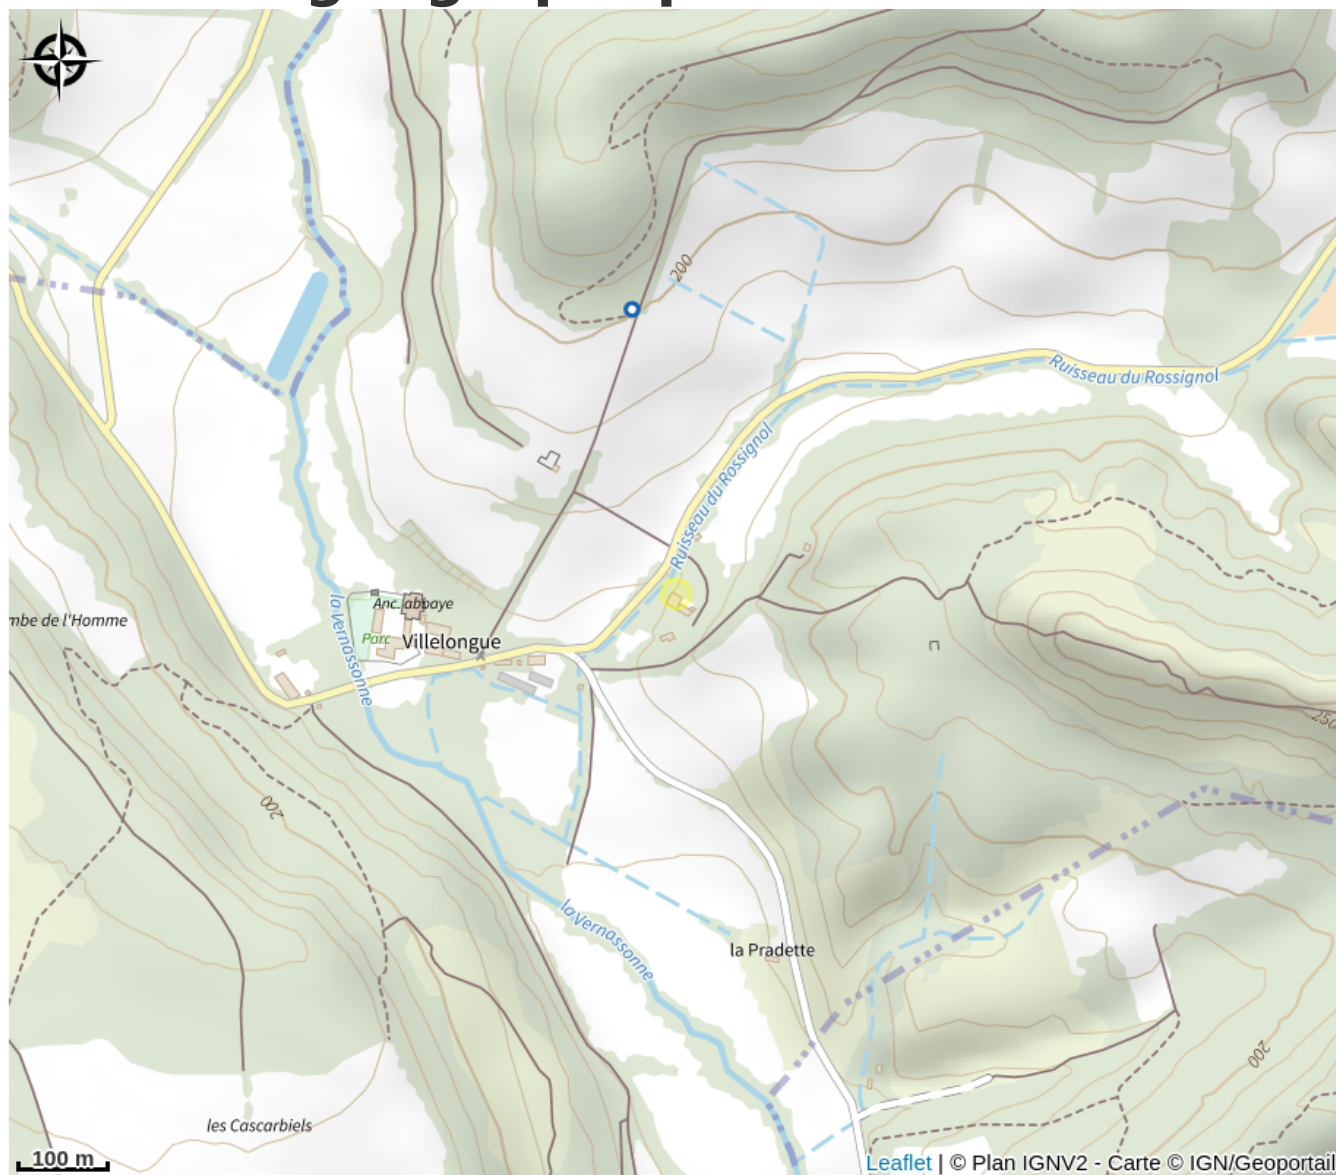 200
Ruisseau du Rossignol
Ruisseau du Rossignol
Anc. abbaye
Parc
Villelongue
mbe de l'Homme
la Vernassonne
250
200
la Vernassonne
la Pradette
200
les Cascarbiels
100 m
Leaflet | © Plan IGNV2 - Carte © IGN/Geoportail